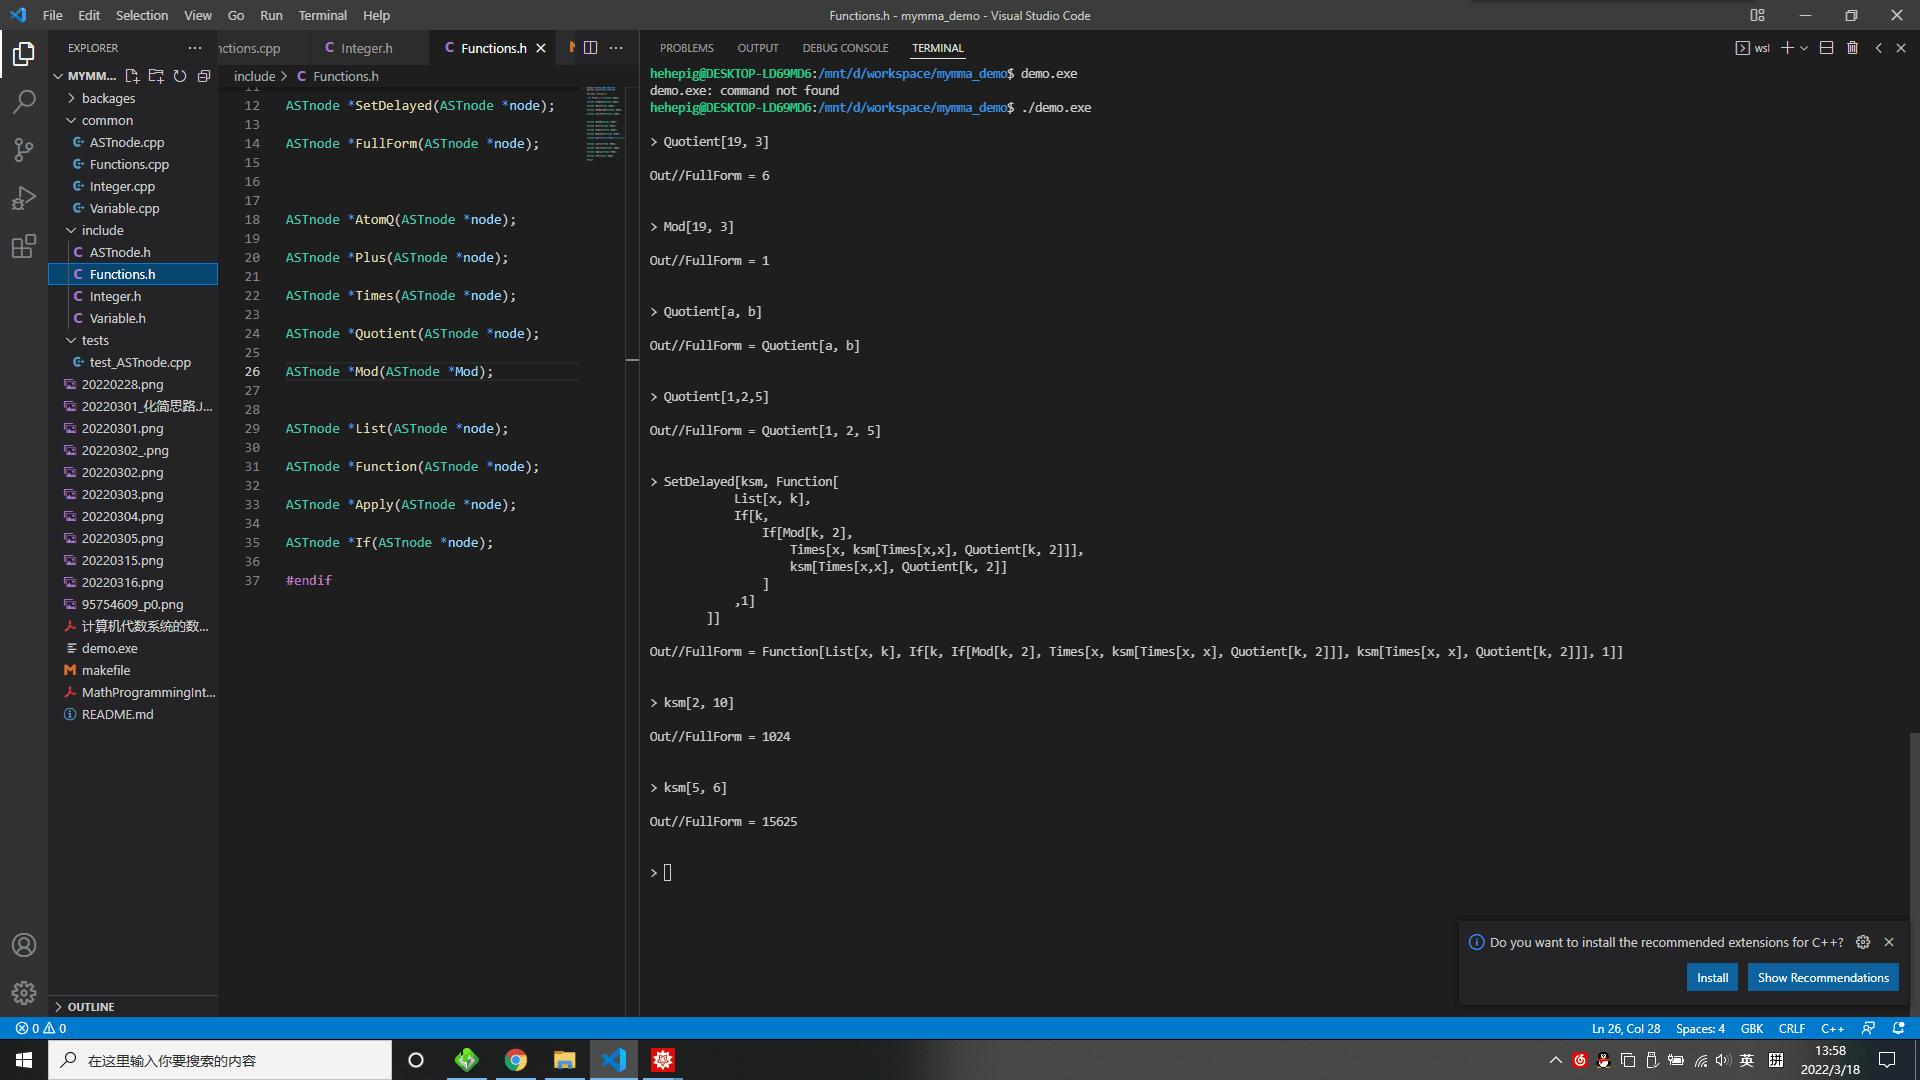 File Edit Selection View Go Run Terminal Help
Functions.h - mymma_demo - Visual Studio Code
EXPLORER
MYMM...
backages
common
ASTnode.cpp
Functions.cpp
Integer.cpp
Variable.cpp
include
ASTnode.h
Functions.h
Integer.h
Variable.h
tests
test_ASTnode.cpp
20220228.png
20220301_化简思路.J...
20220301.png
20220302_.png
20220302.png
20220303.png
20220304.png
20220305.png
20220315.png
20220316.png
95754609_p0.png
计算机代数系统的数...
demo.exe
makefile
MathProgrammingInt...
README.md
OUTLINE
nctions.cpp Integer.h Functions.h
include > Functions.h
11
12 ASTnode *SetDelayed(ASTnode *node);
13
14 ASTnode *FullForm(ASTnode *node);
15
16
17
18 ASTnode *AtomQ(ASTnode *node);
19
20 ASTnode *Plus(ASTnode *node);
21
22 ASTnode *Times(ASTnode *node);
23
24 ASTnode *Quotient(ASTnode *node);
25
26 ASTnode *Mod(ASTnode *Mod);
27
28
29 ASTnode *List(ASTnode *node);
30
31 ASTnode *Function(ASTnode *node);
32
33 ASTnode *Apply(ASTnode *node);
34
35 ASTnode *If(ASTnode *node);
36
37 #endif
PROBLEMS OUTPUT DEBUG CONSOLE TERMINAL
wsl
hehepig@DESKTOP-LD69MD6:/mnt/d/workspace/mymma_demo$ demo.exe
demo.exe: command not found
hehepig@DESKTOP-LD69MD6:/mnt/d/workspace/mymma_demo$ ./demo.exe
> Quotient[19, 3]
Out//FullForm = 6
> Mod[19, 3]
Out//FullForm = 1
> Quotient[a, b]
Out//FullForm = Quotient[a, b]
> Quotient[1,2,5]
Out//FullForm = Quotient[1, 2, 5]
> SetDelayed[ksm, Function[
List[x, k],
If[k,
If[Mod[k, 2],
Times[x, ksm[Times[x,x], Quotient[k, 2]]],
ksm[Times[x,x], Quotient[k, 2]]
]
,1]
]]
Out//FullForm = Function[List[x, k], If[k, If[Mod[k, 2], Times[x, ksm[Times[x, x], Quotient[k, 2]]], ksm[Times[x, x], Quotient[k, 2]]], 1]]
> ksm[2, 10]
Out//FullForm = 1024
> ksm[5, 6]
Out//FullForm = 15625
>
Do you want to install the recommended extensions for C++?
Install Show Recommendations
0 0
Ln 26, Col 28 Spaces: 4 GBK CRLF C++
在这里输入你要搜索的内容
英
13:58
2022/3/18